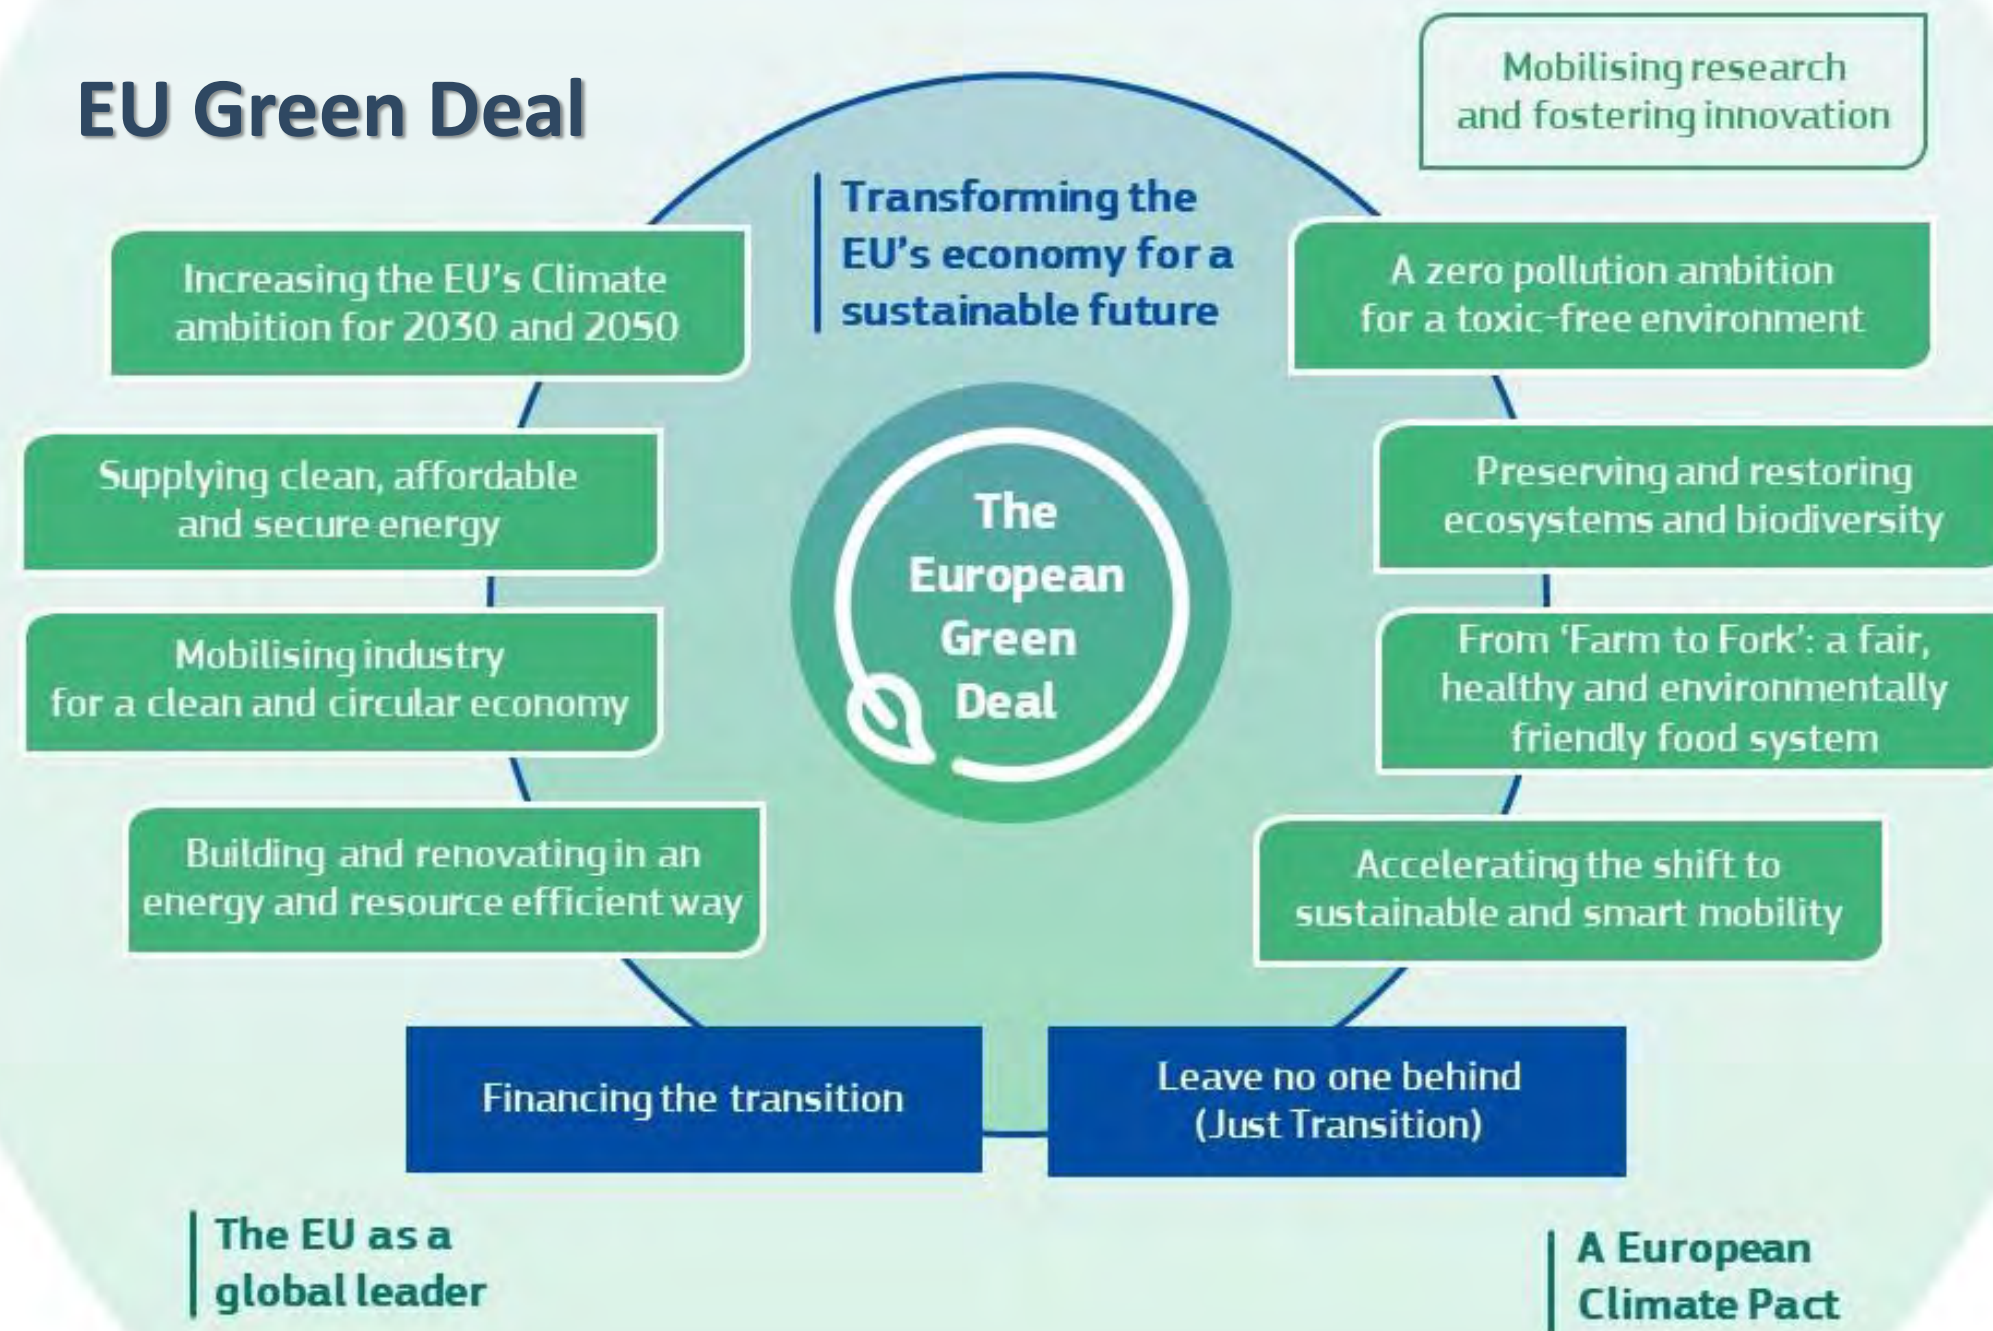 EU Green Deal
Mobilising research
and fostering innovation
Transforming the
EU's economy for a
sustainable future
Increasing the EU's Climate
ambition for 2030 and 2050
Supplying clean, affordable
and secure energy
Mobilising industry
for a clean and circular economy
Building and renovating in an
energy and resource efficient way
The
European
Green
Deal
A zero pollution ambition
for a toxic-free environment
Preserving and restoring
ecosystems and biodiversity
From ‘Farm to Fork’: a fair,
healthy and environmentally
friendly food system
Accelerating the shift to
sustainable and smart mobility
Financing the transition
Leave no one behind
(Just Transition)
The EU as a
global leader
A European
Climate Pact